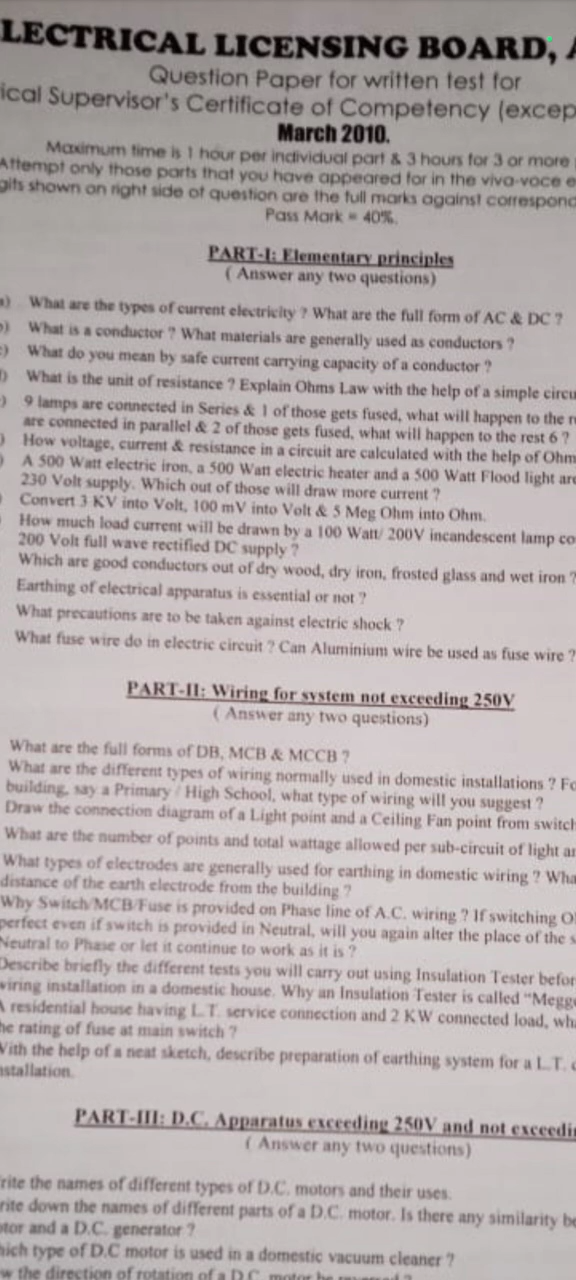 LECTRICAL LICENSING BOARD, A
Question Paper for written test for
ical Supervisor's Certificate of Competency (excep
March 2010.
Maximum time is 1 hour per individual part & 3 hours for 3 or more
Attempt only those parts that you have appeared for in the viva-voce e
gits shown on right side of question are the full marks against correspond
Pass Mark = 40%.
PART-I: Elementary principles
( Answer any two questions)
What are the types of current electricity ? What are the full form of AC & DC ?
What is a conductor ? What materials are generally used as conductors ?
What do you mean by safe current carrying capacity of a conductor ?
What is the unit of resistance ? Explain Ohms Law with the help of a simple circu
9 lamps are connected in Series & 1 of those gets fused, what will happen to the r
are connected in parallel & 2 of those gets fused, what will happen to the rest 6 ?
How voltage, current & resistance in a circuit are calculated with the help of Ohm
A 500 Watt electric iron, a 500 Watt electric heater and a 500 Watt Flood light are
230 Volt supply. Which out of those will draw more current ?
Convert 3 KV into Volt, 100 mV into Volt & 5 Meg Ohm into Ohm.
How much load current will be drawn by a 100 Watt/ 200V incandescent lamp co
200 Volt full wave rectified DC supply ?
Which are good conductors out of dry wood, dry iron, frosted glass and wet iron ?
Earthing of electrical apparatus is essential or not ?
What precautions are to be taken against electric shock ?
What fuse wire do in electric circuit ? Can Aluminium wire be used as fuse wire ?
PART-II: Wiring for system not exceeding 250V
( Answer any two questions)
What are the full forms of DB, MCB & MCCB ?
What are the different types of wiring normally used in domestic installations ? Fo
building, say a Primary / High School, what type of wiring will you suggest ?
Draw the connection diagram of a Light point and a Ceiling Fan point from switch
What are the number of points and total wattage allowed per sub-circuit of light an
What types of electrodes are generally used for earthing in domestic wiring ? Wha
distance of the earth electrode from the building ?
Why Switch/MCB/Fuse is provided on Phase line of A.C. wiring ? If switching O
perfect even if switch is provided in Neutral, will you again alter the place of the s
Neutral to Phase or let it continue to work as it is ?
Describe briefly the different tests you will carry out using Insulation Tester befor
wiring installation in a domestic house. Why an Insulation Tester is called "Megge
A residential house having L.T. service connection and 2 KW connected load, wha
he rating of fuse at main switch ?
With the help of a neat sketch, describe preparation of earthing system for a L.T.
nstallation.
PART-III: D.C. Apparatus exceeding 250V and not exceedin
( Answer any two questions)
rite the names of different types of D.C. motors and their uses.
rite down the names of different parts of a D.C. motor. Is there any similarity be
otor and a D.C. generator ?
hich type of D.C motor is used in a domestic vacuum cleaner ?
w the direction of rotation of a D.C. motor be reversed ?